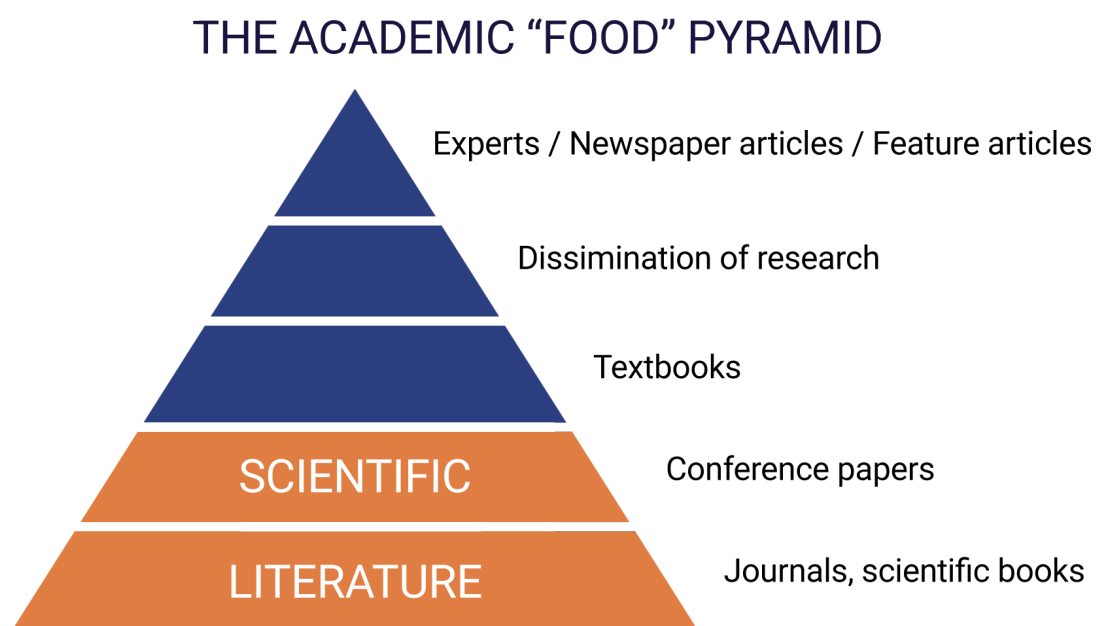 THE ACADEMIC “FOOD” PYRAMID
Experts / Newspaper articles / Feature articles
Dissimination of research
Textbooks
SCIENTIFIC
Conference papers
LITERATURE
Journals, scientific books